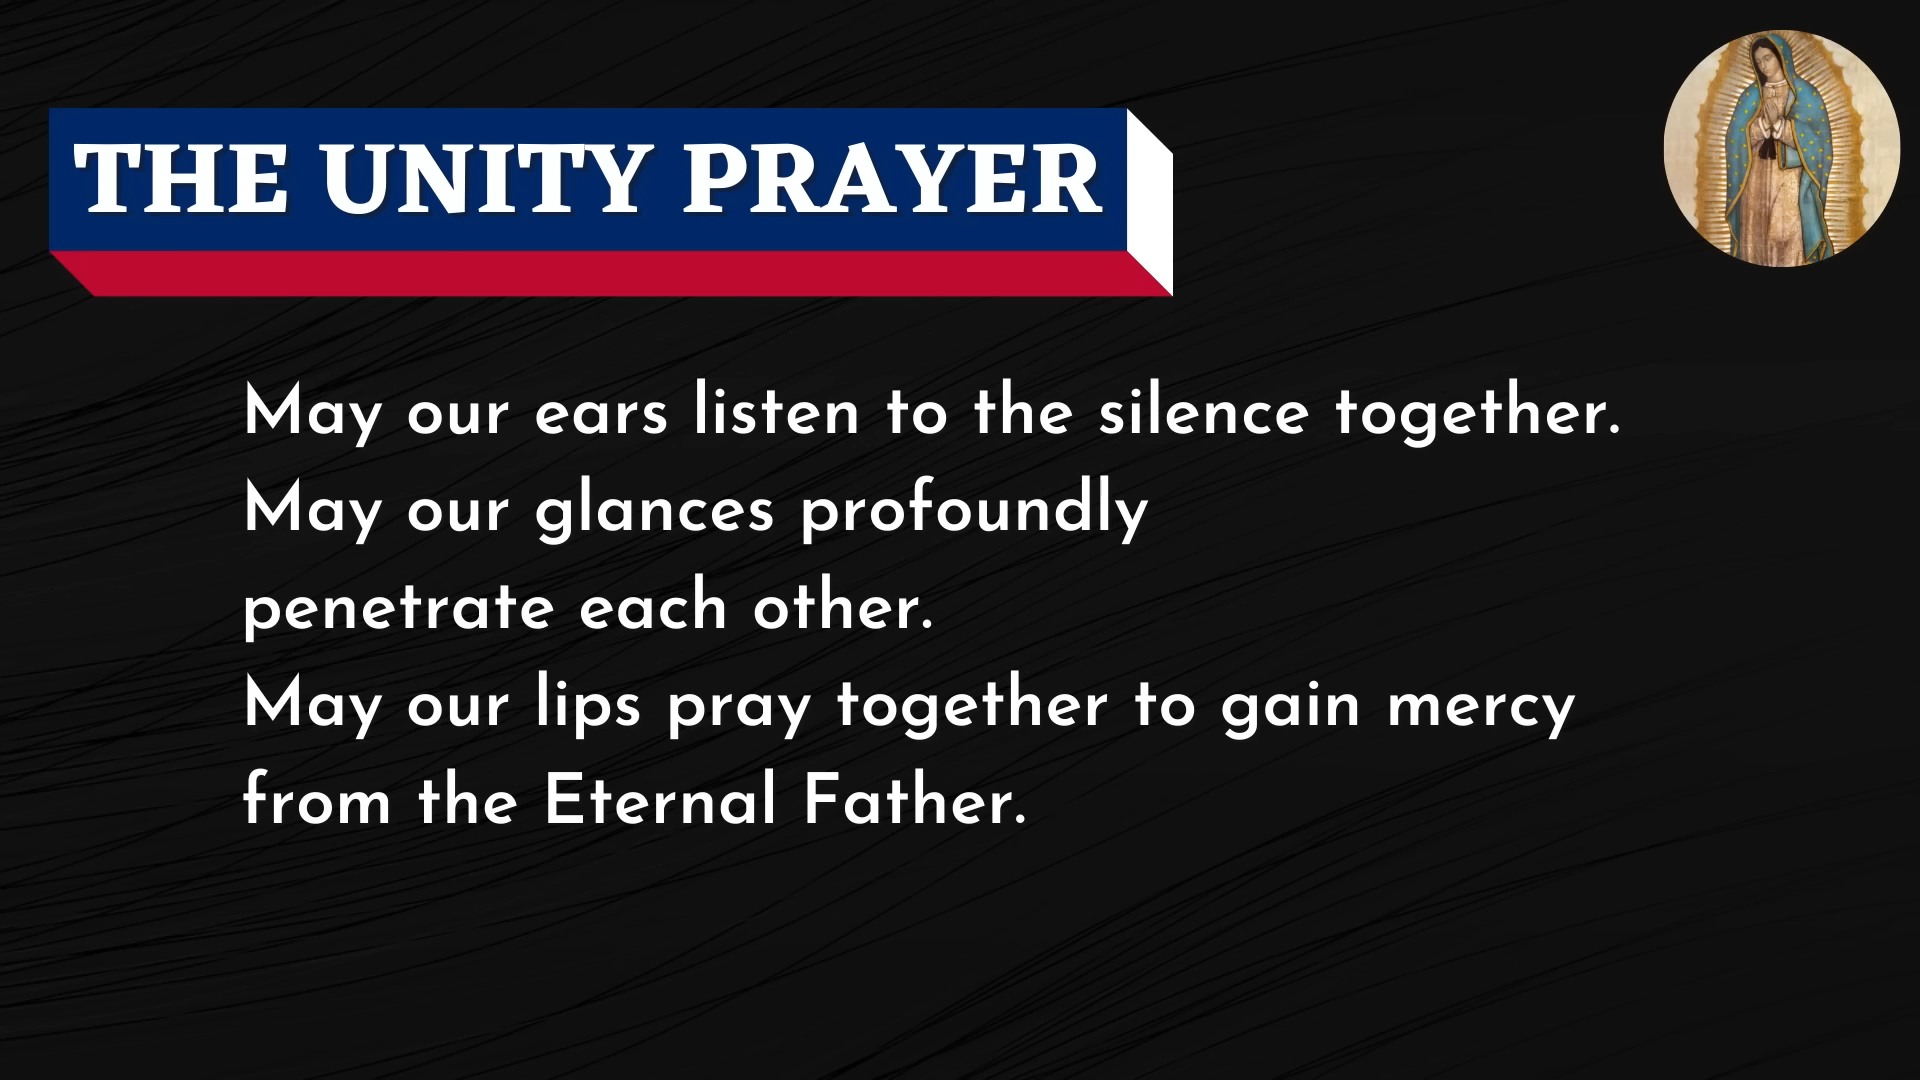 THE UNITY PRAYER
May our ears listen to the silence together.
May our glances profoundly
penetrate each other.
May our lips pray together to gain mercy
from the Eternal Father.